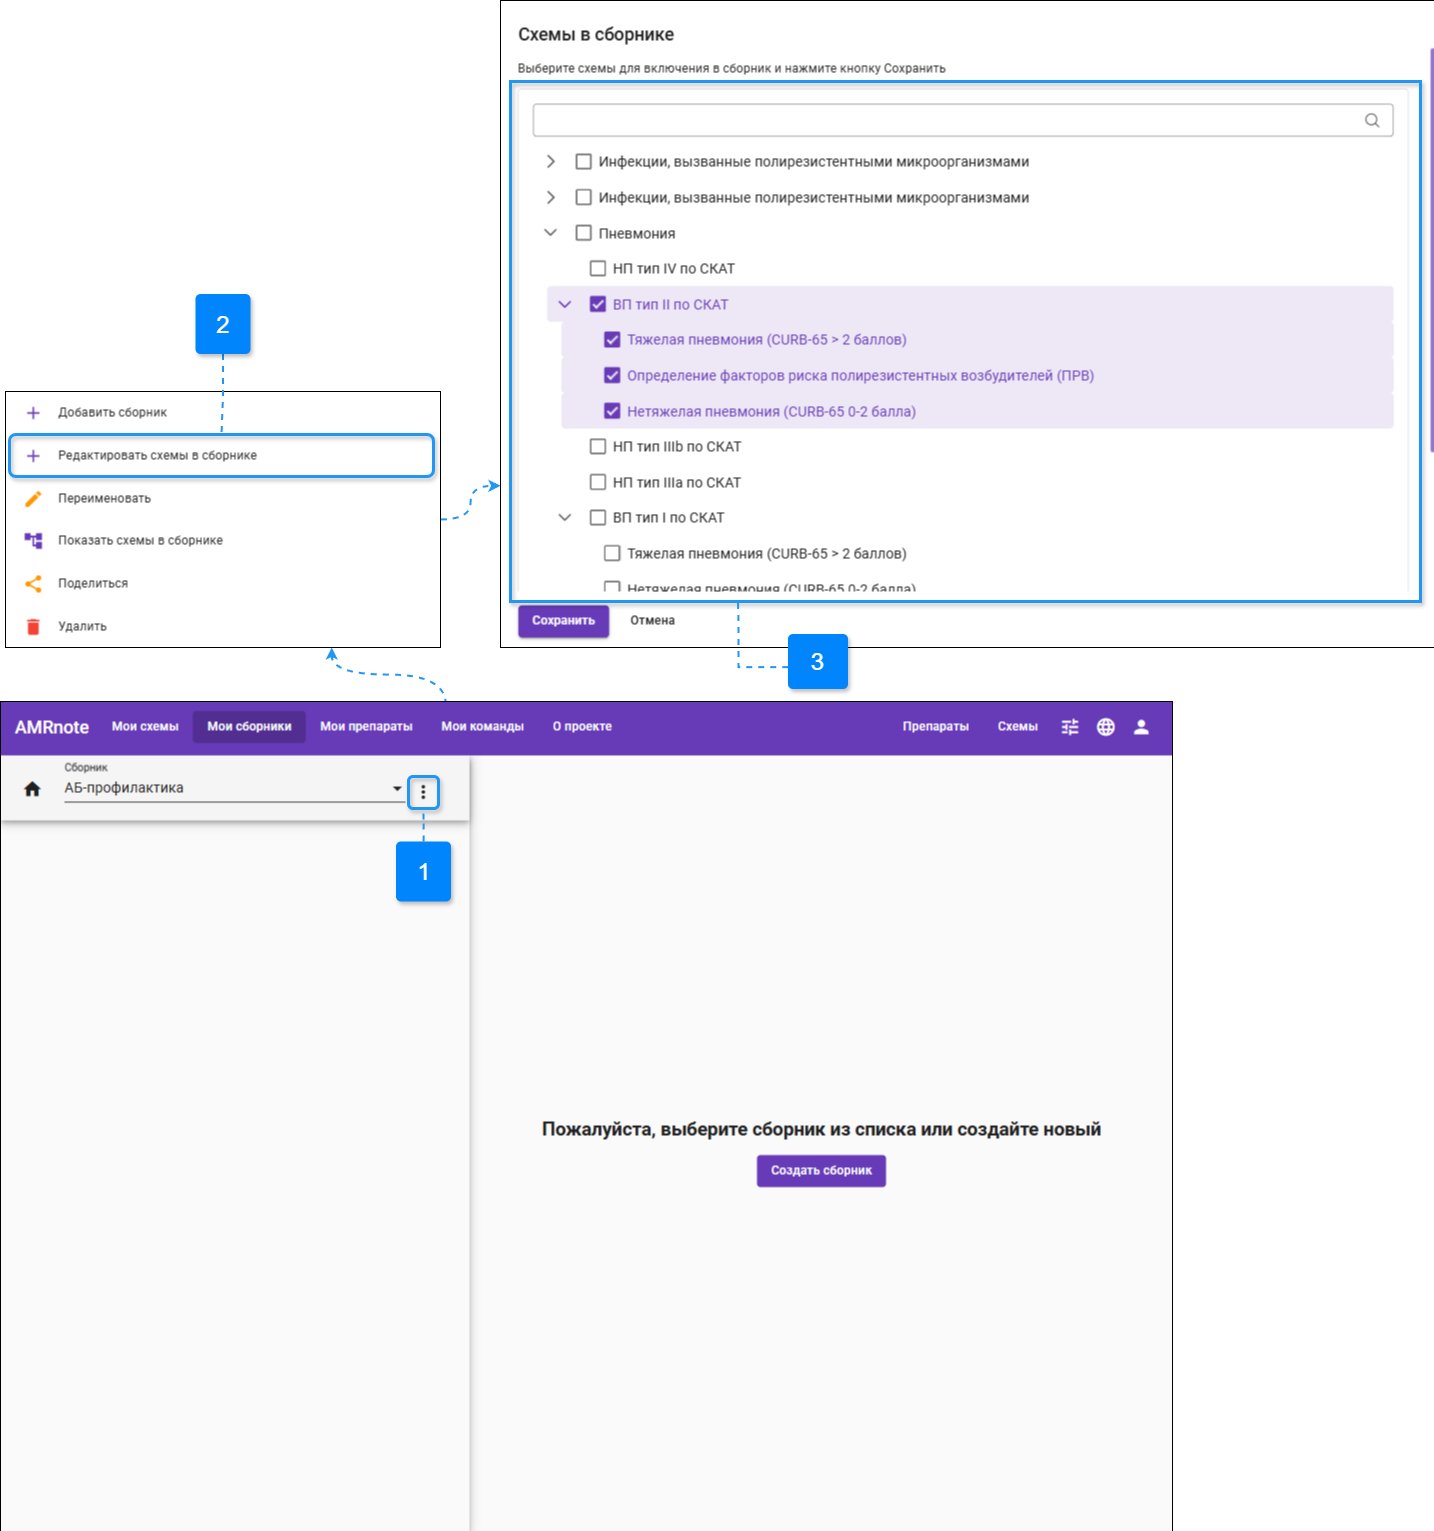 Схемы в сборнике
Выберите схемы для включения в сборник и нажмите кнопку Сохранить
Инфекции, вызванные полирезистентными микроорганизмами
Инфекции, вызванные полирезистентными микроорганизмами
Пневмония
НП тип IV по СКАТ
ВП тип II по СКАТ
Тяжелая пневмония (CURB-65 > 2 баллов)
Определение факторов риска полирезистентных возбудителей (ПРВ)
Нетяжелая пневмония (CURB-65 0-2 балла)
НП тип IIIb по СКАТ
НП тип IIIa по СКАТ
ВП тип I по СКАТ
Тяжелая пневмония (CURB-65 > 2 баллов)
Нетяжелая пневмония (CURB-65 0-2 балла)
Сохранить Отмена
3
2
Добавить сборник
Редактировать схемы в сборнике
Переименовать
Показать схемы в сборнике
Поделиться
Удалить
AMRnote Мои схемы Мои сборники Мои препараты Мои команды О проекте Препараты Схемы
Сборник
АБ-профилактика
1
Пожалуйста, выберите сборник из списка или создайте новый
Создать сборник